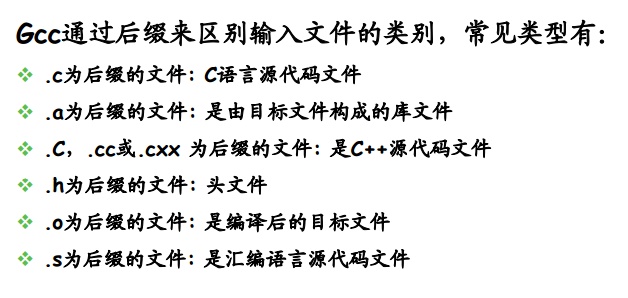 Gcc通过后缀来区别输入文件的类别，常见类型有：
.c为后缀的文件：C语言源代码文件
.a为后缀的文件：是由目标文件构成的库文件
.C，.cc或.cxx 为后缀的文件：是C++源代码文件
.h为后缀的文件：头文件
.o为后缀的文件：是编译后的目标文件
.s为后缀的文件：是汇编语言源代码文件